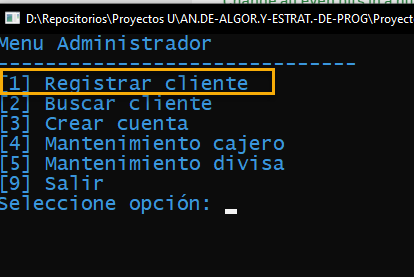 D:\Repositorios\Proyectos U\AN.DE-ALGOR.Y-ESTRAT.-DE-PROG\Proyect
Menu Administrador
-----------------------------
[1] Registrar cliente
[2] Buscar cliente
[3] Crear cuenta
[4] Mantenimiento cajero
[5] Mantenimiento divisa
[9] Salir
Seleccione opción: